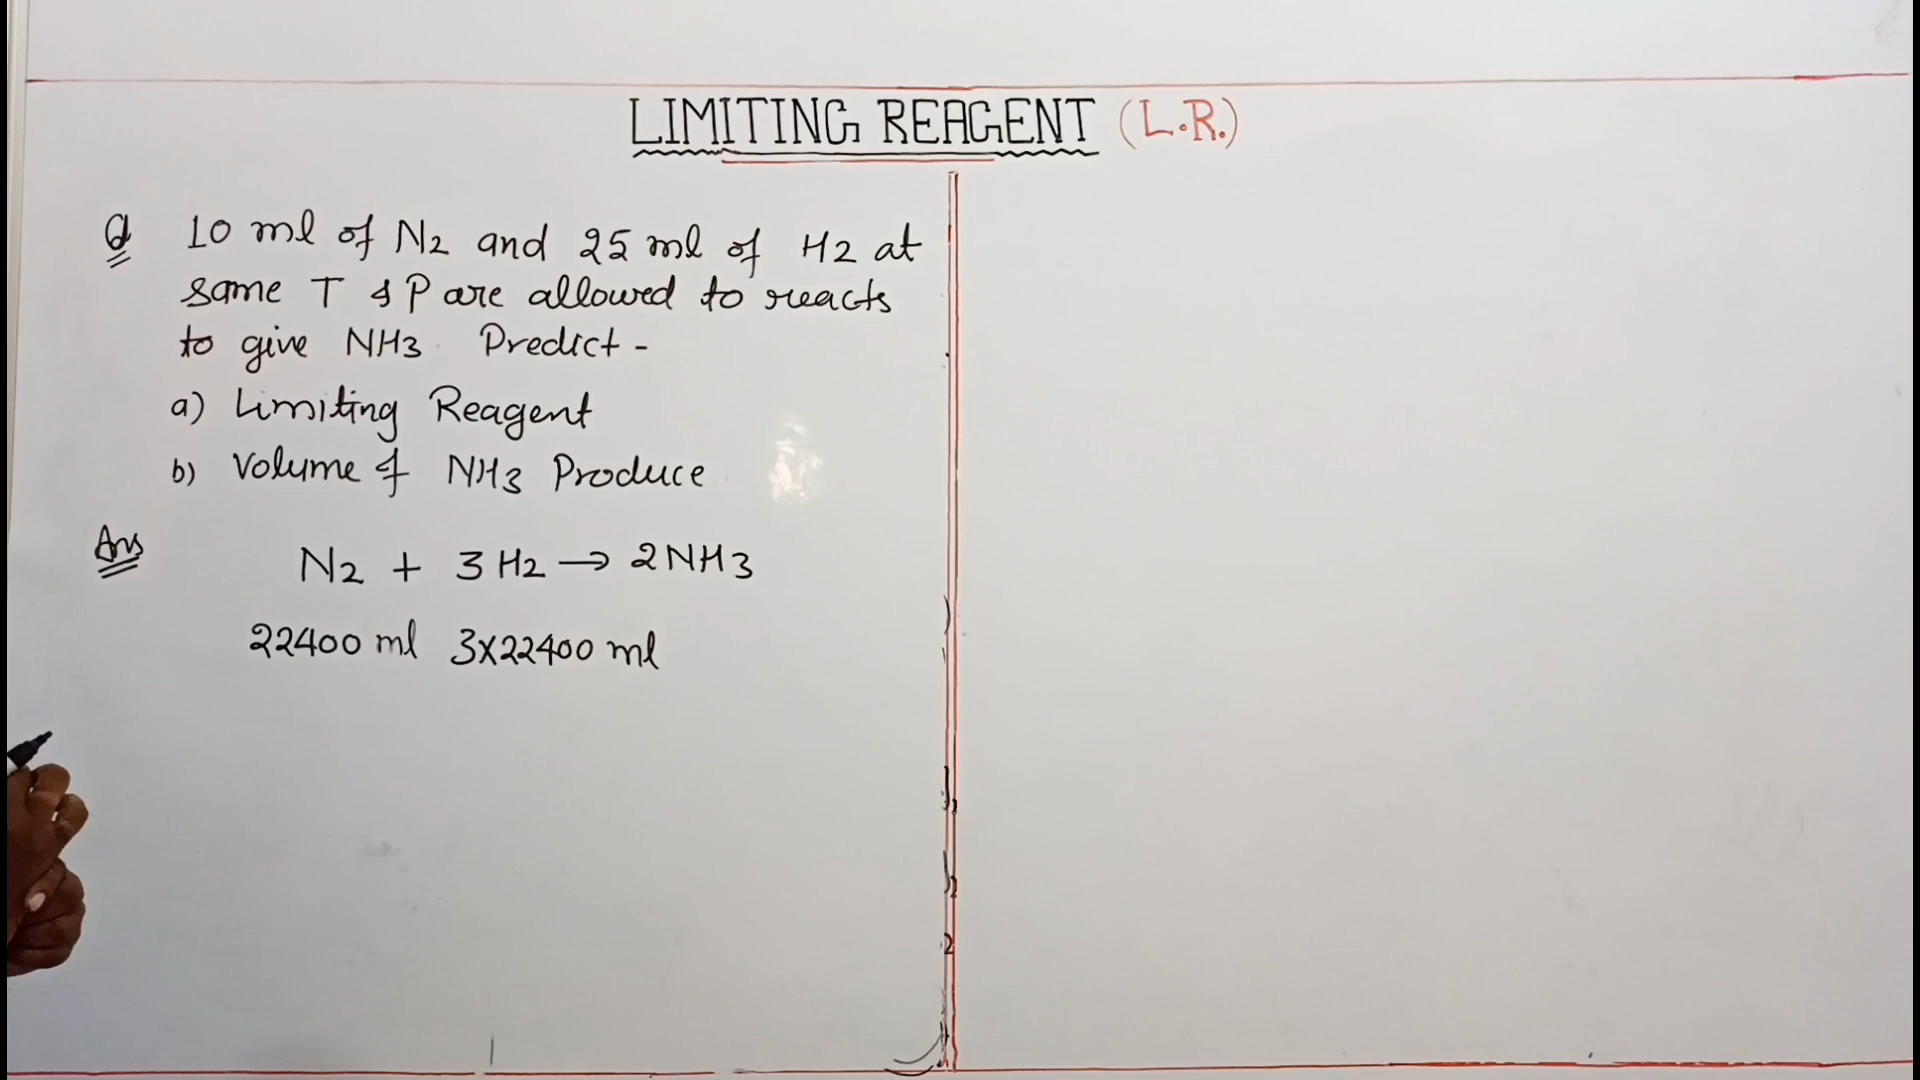 LIMITING REAGENT (L.R.)
Q 10 ml of N2 and 25 ml of H2 at
same T & P are allowed to reacts
to give NH3 Predict -
a) Limiting Reagent
b) Volume of NH3 Produce
Ans N2 + 3H2 → 2NH3
22400 ml 3x22400 ml